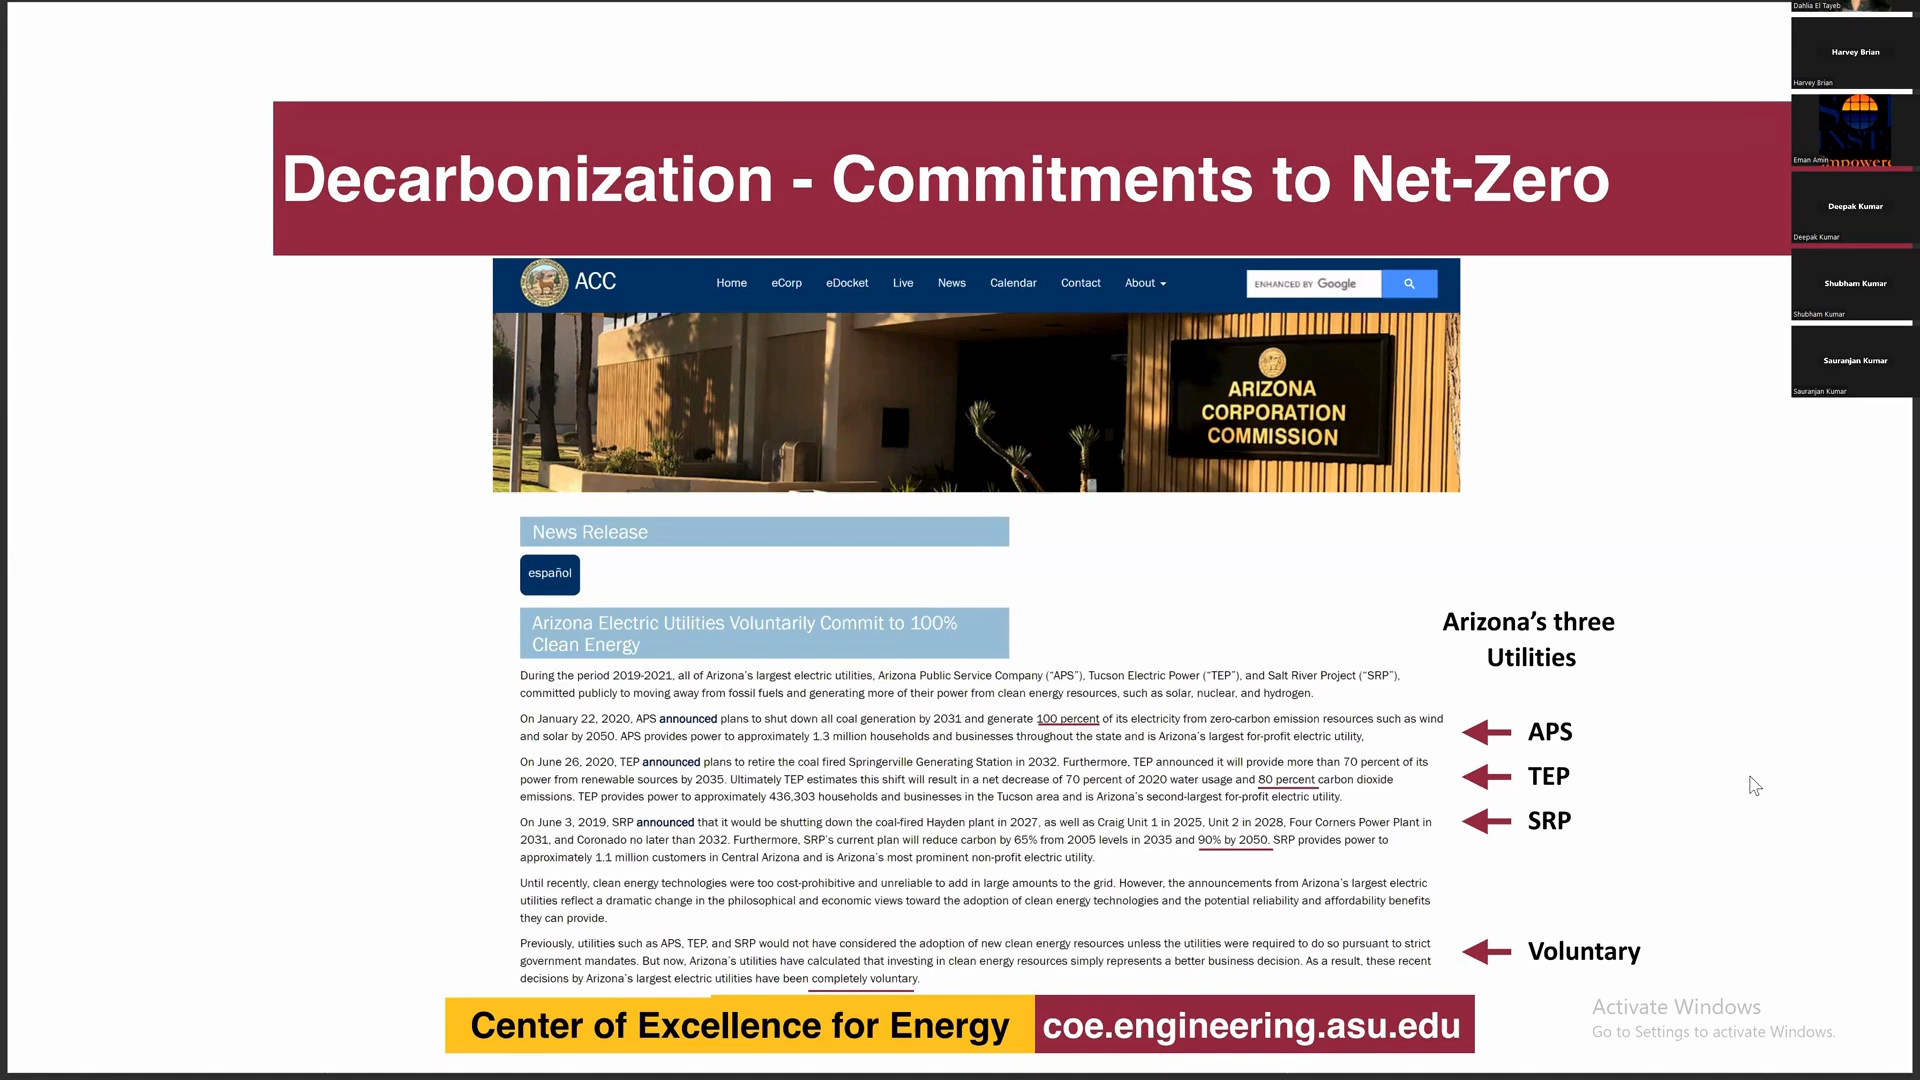 Decarbonization - Commitments to Net-Zero
ACC
Home eCorp eDocket Live News Calendar Contact About
ENHANCED BY Google
ARIZONA
CORPORATION
COMMISSION
News Release
español
Arizona Electric Utilities Voluntarily Commit to 100%
Clean Energy
During the period 2019-2021, all of Arizona's largest electric utilities, Arizona Public Service Company ("APS"), Tucson Electric Power ("TEP"), and Salt River Project ("SRP"),
committed publicly to moving away from fossil fuels and generating more of their power from clean energy resources, such as solar, nuclear, and hydrogen.
On January 22, 2020, APS announced plans to shut down all coal generation by 2031 and generate 100 percent of its electricity from zero-carbon emission resources such as wind
and solar by 2050. APS provides power to approximately 1.3 million households and businesses throughout the state and is Arizona's largest for-profit electric utility,
On June 26, 2020, TEP announced plans to retire the coal fired Springerville Generating Station in 2032. Furthermore, TEP announced it will provide more than 70 percent of its
power from renewable sources by 2035. Ultimately TEP estimates this shift will result in a net decrease of 70 percent of 2020 water usage and 80 percent carbon dioxide
emissions. TEP provides power to approximately 436,303 households and businesses in the Tucson area and is Arizona's second-largest for-profit electric utility.
On June 3, 2019, SRP announced that it would be shutting down the coal-fired Hayden plant in 2027, as well as Craig Unit 1 in 2025, Unit 2 in 2028, Four Corners Power Plant in
2031, and Coronado no later than 2032. Furthermore, SRP's current plan will reduce carbon by 65% from 2005 levels in 2035 and 90% by 2050. SRP provides power to
approximately 1.1 million customers in Central Arizona and is Arizona's most prominent non-profit electric utility.
Until recently, clean energy technologies were too cost-prohibitive and unreliable to add in large amounts to the grid. However, the announcements from Arizona's largest electric
utilities reflect a dramatic change in the philosophical and economic views toward the adoption of clean energy technologies and the potential reliability and affordability benefits
they can provide.
Previously, utilities such as APS, TEP, and SRP would not have considered the adoption of new clean energy resources unless the utilities were required to do so pursuant to strict
government mandates. But now, Arizona's utilities have calculated that investing in clean energy resources simply represents a better business decision. As a result, these recent
decisions by Arizona's largest electric utilities have been completely voluntary.
Arizona's three
Utilities
APS
TEP
SRP
Voluntary
Center of Excellence for Energy
coe.engineering.asu.edu
Activate Windows
Go to Settings to activate Windows.
Dahlia El Tayeb
Harvey Brian
Harvey Brian
Eman Amin
Deepak Kumar
Deepak Kumar
Shubham Kumar
Shubham Kumar
Sauranjan Kumar
Sauranjan Kumar